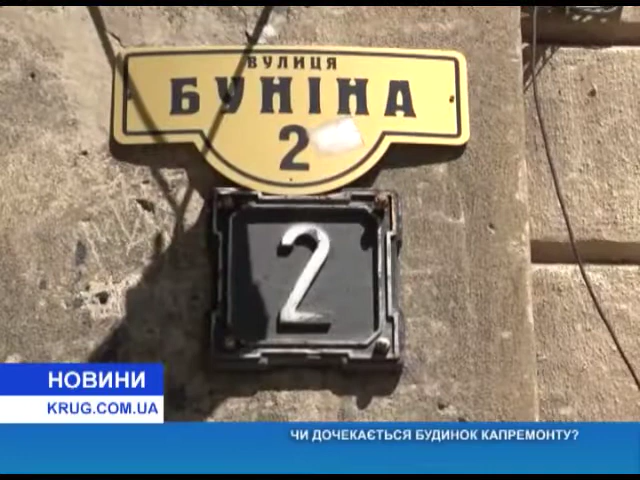 ВУЛИЦЯ
БУНІНА
2
2
НОВИНИ
KRUG.COM.UA
ЧИ ДОЧЕКАЄТЬСЯ БУДИНОК КАПРЕМОНТУ?